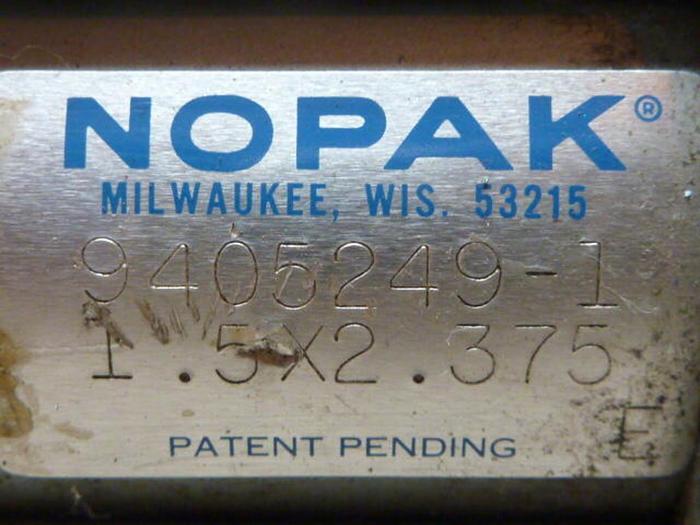 NOPAK®
MILWAUKEE, WIS. 53215
9405249-1
1.5X2.375
E
PATENT PENDING